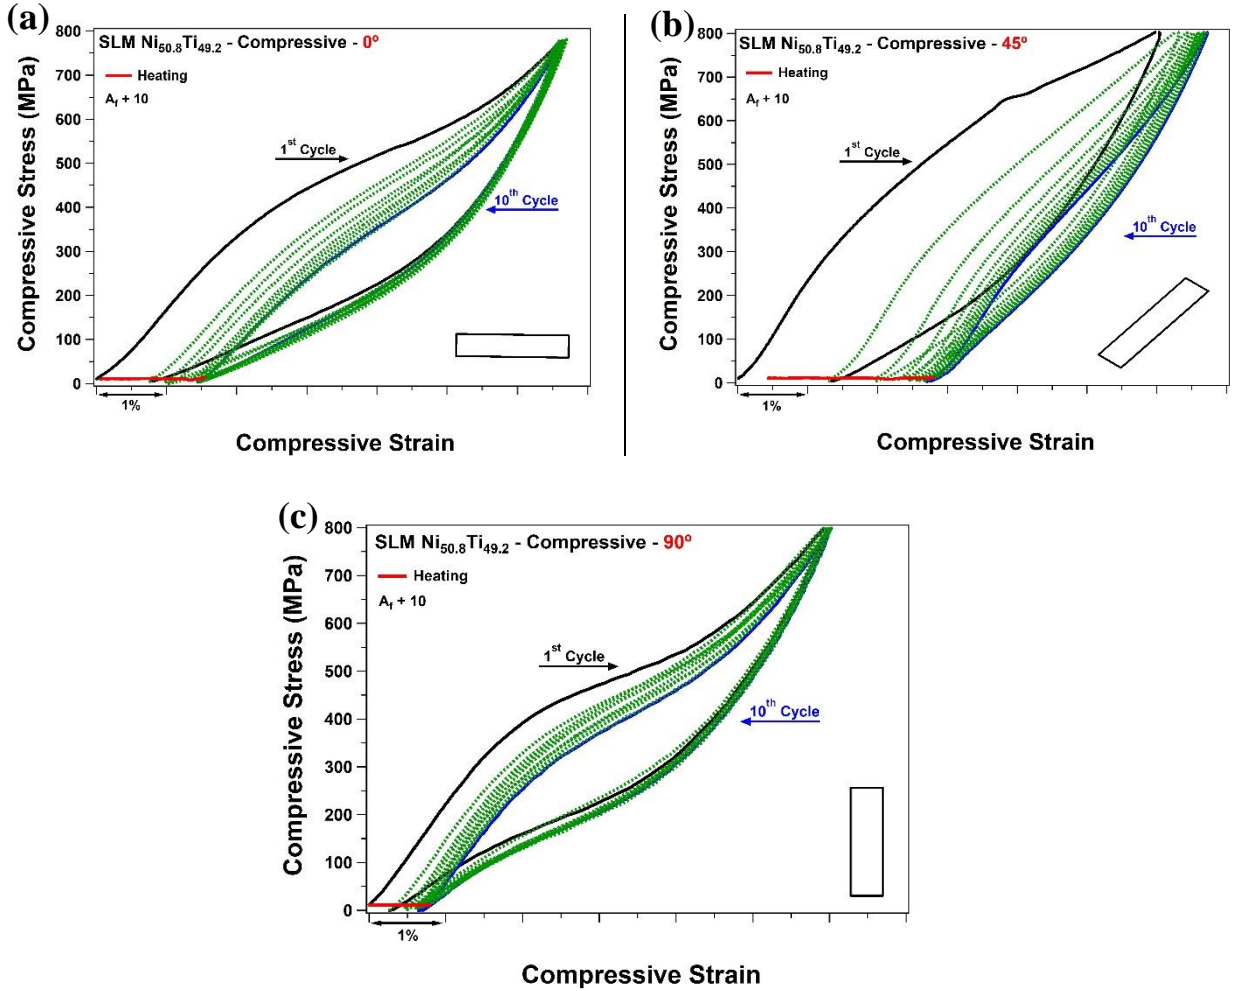 (a)
SLM Ni50.8Ti49.2 - Compressive - 0º
Heating
Af + 10
1st Cycle
10th Cycle
800
700
600
500
400
300
200
100
0
Compressive Stress (MPa)
1%
Compressive Strain
(b)
SLM Ni50.8Ti49.2 - Compressive - 45º
Heating
Af + 10
1st Cycle
10th Cycle
800
700
600
500
400
300
200
100
0
Compressive Stress (MPa)
1%
Compressive Strain
(c)
SLM Ni50.8Ti49.2 - Compressive - 90º
Heating
Af + 10
1st Cycle
10th Cycle
800
700
600
500
400
300
200
100
0
Compressive Stress (MPa)
1%
Compressive Strain